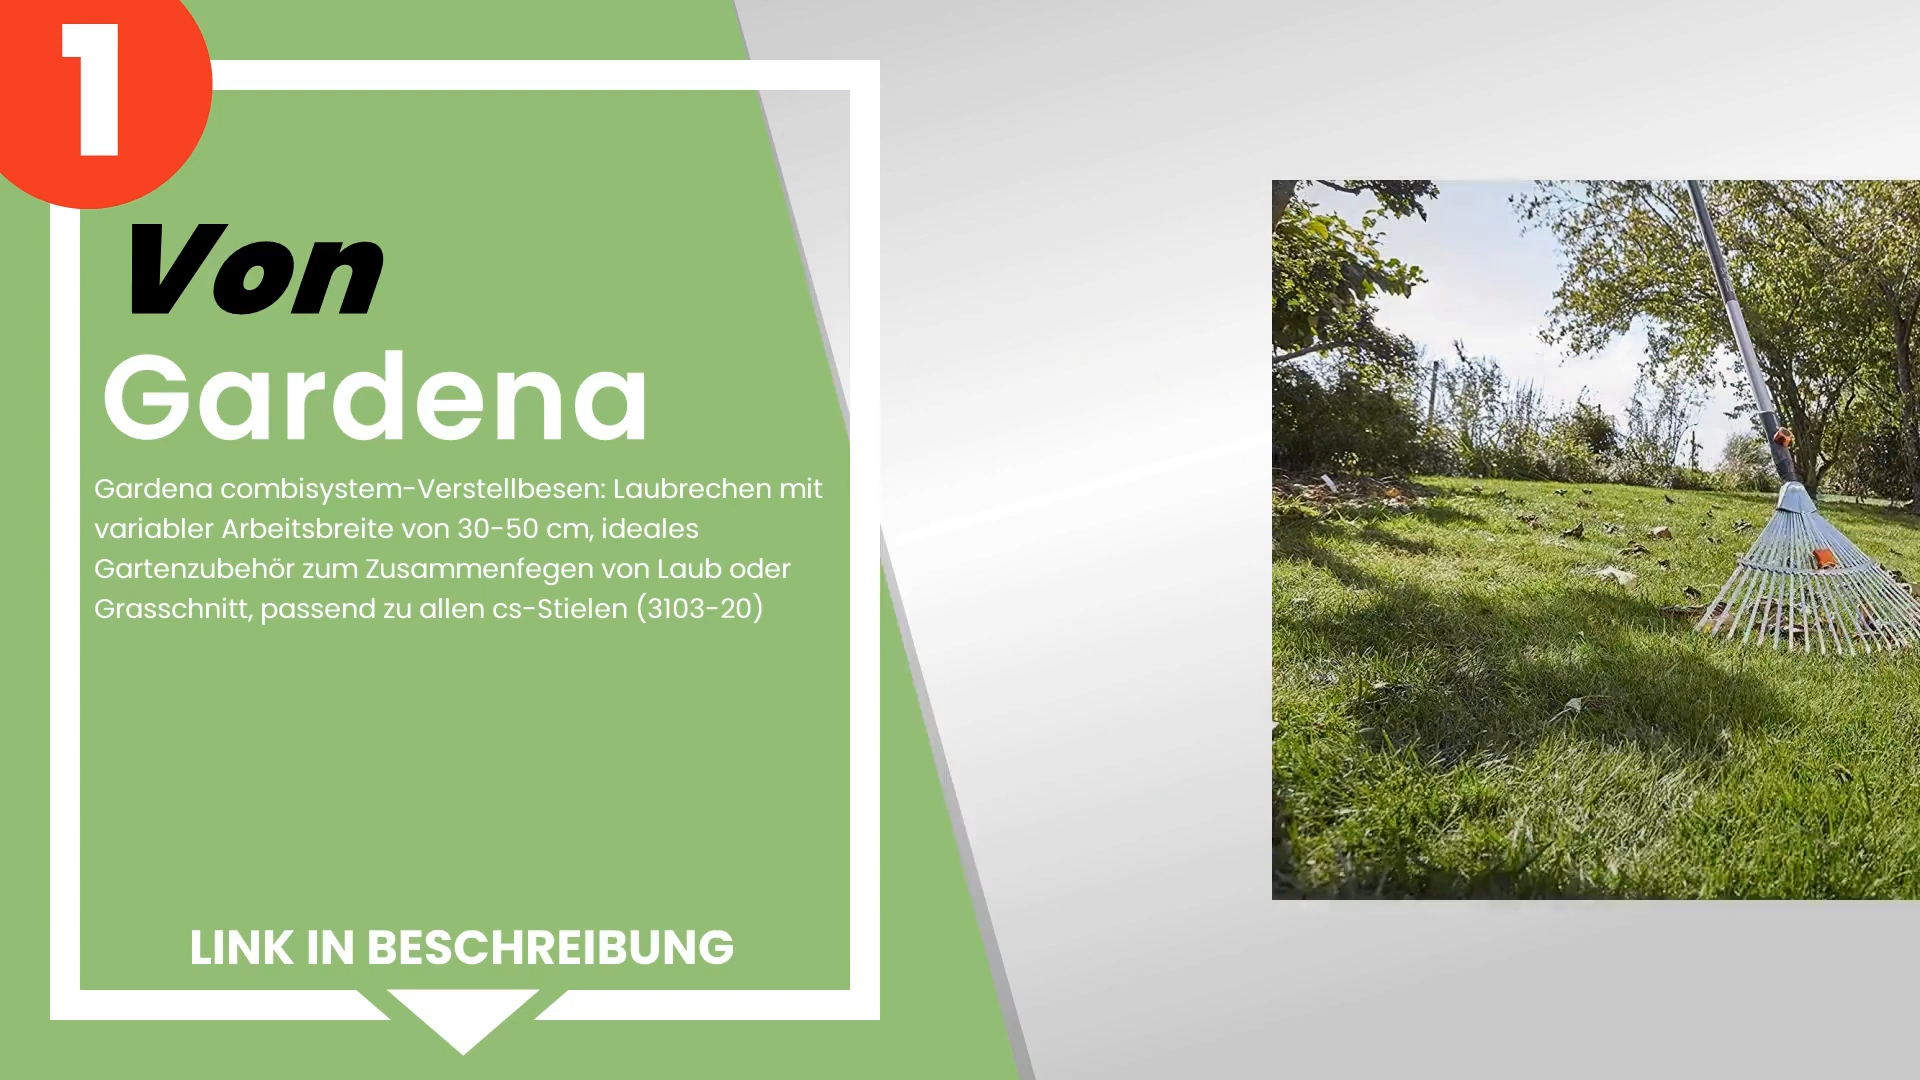 1
Von
Gardena
Gardena combisystem-Verstellbesen: Laubrechen mit
variabler Arbeitsbreite von 30-50 cm, ideales
Gartenzubehör zum Zusammenfegen von Laub oder
Grasschnitt, passend zu allen cs-Stielen (3103-20)
LINK IN BESCHREIBUNG